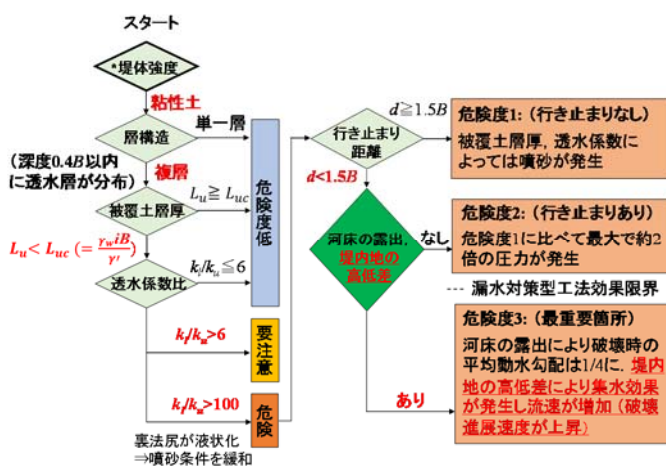 スタート
*堤体強度
粘性土
層構造
単一層
(深度0.4B以内
に透水層が分布)
複層
被覆土層厚
Lu≧Luc
Lu < Luc (= γwiB/γ')
透水係数比
kl/ku≦6
危険度低
kl/ku>6
要注意
kl/ku>100
危険
裏法尻が液状化
⇒噴砂条件を緩和
行き止まり
距離
d≧1.5B
d<1.5B
危険度1: (行き止まりなし)
被覆土層厚, 透水係数に
よっては噴砂が発生
河床の露出,
堤内地の
高低差
なし
危険度2: (行き止まりあり)
危険度1に比べて最大で約2
倍の圧力が発生
--- 漏水対策型工法効果限界
あり
危険度3: (最重要箇所)
河床の露出により破壊時の
平均動水勾配は1/4に. 堤内
地の高低差により集水効果
が発生し流速が増加 (破壊
進展速度が上昇)